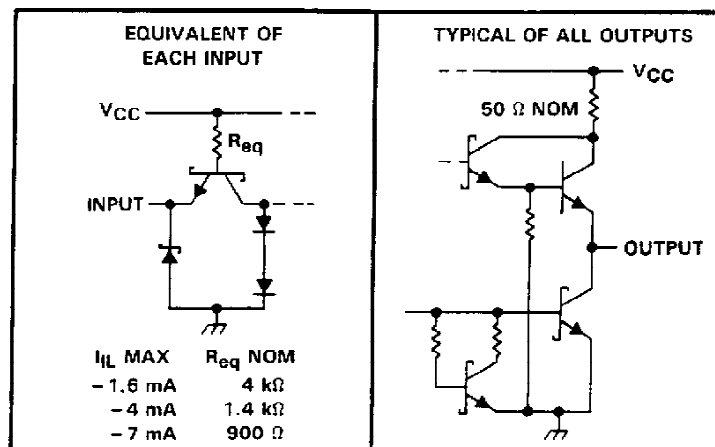 EQUIVALENT OF
EACH INPUT
VCC
Req
INPUT
IIL MAX Req NOM
−1.6 mA 4 kΩ
−4 mA 1.4 kΩ
−7 mA 900 Ω
TYPICAL OF ALL OUTPUTS
VCC
50 Ω NOM
OUTPUT